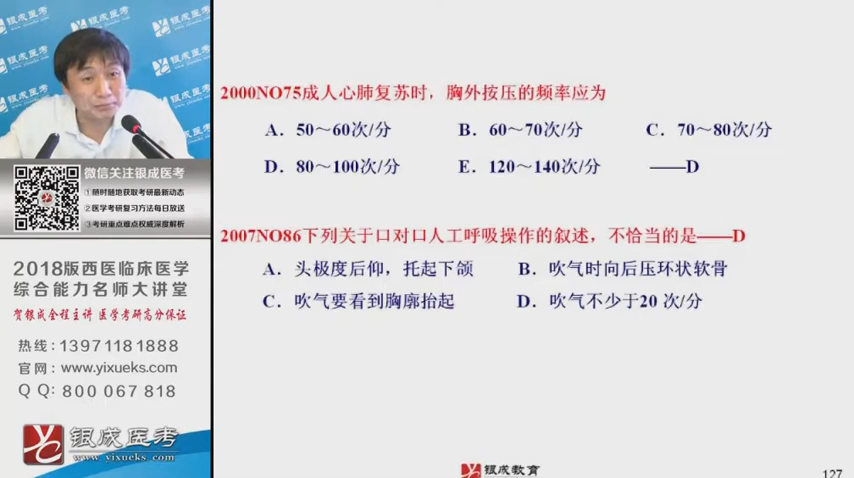 银成医考
微信关注银成医考
①随时随地获取考研最新动态
②医学考研复习方法每日放送
③考研重点难点权威深度解析
2018版西医临床医学
综合能力名师大讲堂
贺银成全程主讲 医学考研高分保证
热线：13971181888
官网：www.yixueks.com
QQ：800 067 818
银成医考
www.yixueks.com
2000NO75成人心肺复苏时，胸外按压的频率应为
A．50～60次/分 B．60～70次/分 C．70～80次/分
D．80～100次/分 E．120～140次/分 ——D
2007NO86下列关于口对口人工呼吸操作的叙述，不恰当的是——D
A．头极度后仰，托起下颌 B．吹气时向后压环状软骨
C．吹气要看到胸廓抬起 D．吹气不少于20 次/分
银成教育
127